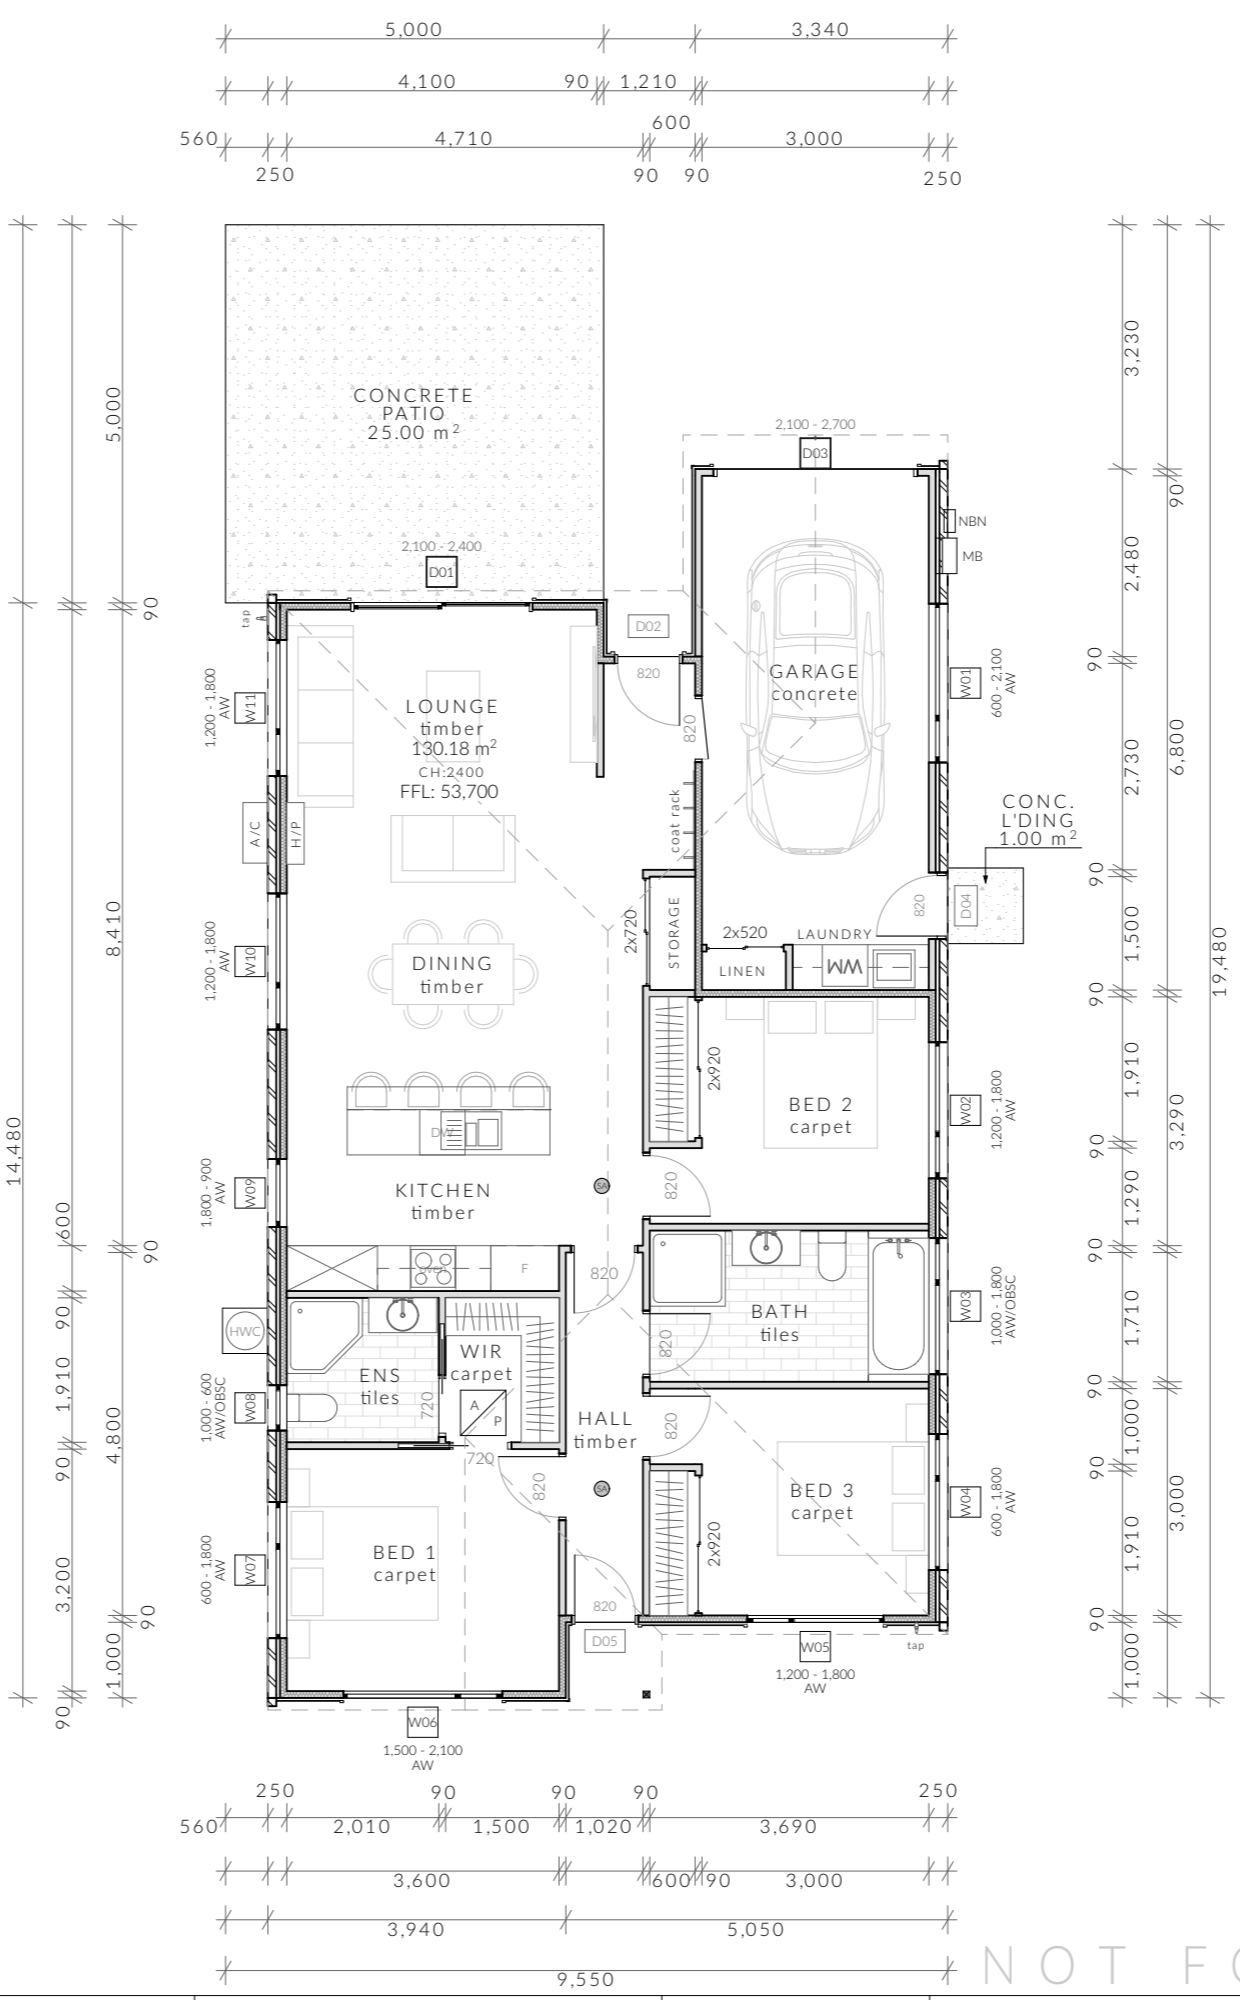 5,000
3,340
4,100
90
1,210
600
560
4,710
3,000
250
90
90
250
CONCRETE
PATIO
25.00 m²
5,000
3,230
2,100 - 2,700
D03
90
NBN
MB
2,480
2,100 - 2,400
D01
90
tap
D02
820
GARAGE
concrete
90
W01
600 - 2,100
AW
1,200 - 1,800
AW
W11
LOUNGE
timber
130.18 m²
CH:2400
FFL: 53,700
820
6,800
2,730
A/C
H/P
coat rack
CONC.
L'DING
1.00 m²
90
820
D04
1,500
8,410
1,200 - 1,800
AW
W10
DINING
timber
2x720
STORAGE
2x520
LAUNDRY
LINEN
WM
19,480
90
1,910
2x920
BED 2
carpet
W02
1,200 - 1,800
AW
3,290
14,480
DW
90
1,800 - 900
AW
W09
KITCHEN
timber
SA
820
1,290
600
90
oven
F
820
90
90
HWC
BATH
tiles
W03
1,000 - 1,800
AW/OBSC
1,710
WIR
carpet
820
1,910
ENS
tiles
720
A
P
1,000 - 600
AW/OBSC
W08
4,800
HALL
timber
820
90
1,000
90
720
820
SA
90
BED 3
carpet
W04
600 - 1,800
AW
3,000
2x920
1,910
BED 1
carpet
600 - 1,800
AW
W07
3,200
90
820
D05
W05
tap
90
1,200 - 1,800
AW
1,000
1,000
90
W06
1,500 - 2,100
AW
250
90
90
90
250
560
2,010
1,500
1,020
3,690
3,600
600
90
3,000
3,940
5,050
9,550
NOT FO